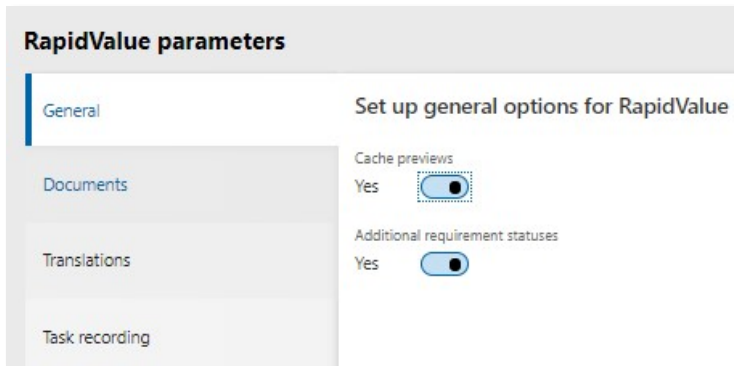 RapidValue parameters
General
Documents
Translations
Task recording
Set up general options for RapidValue
Cache previews
Yes
Additional requirement statuses
Yes